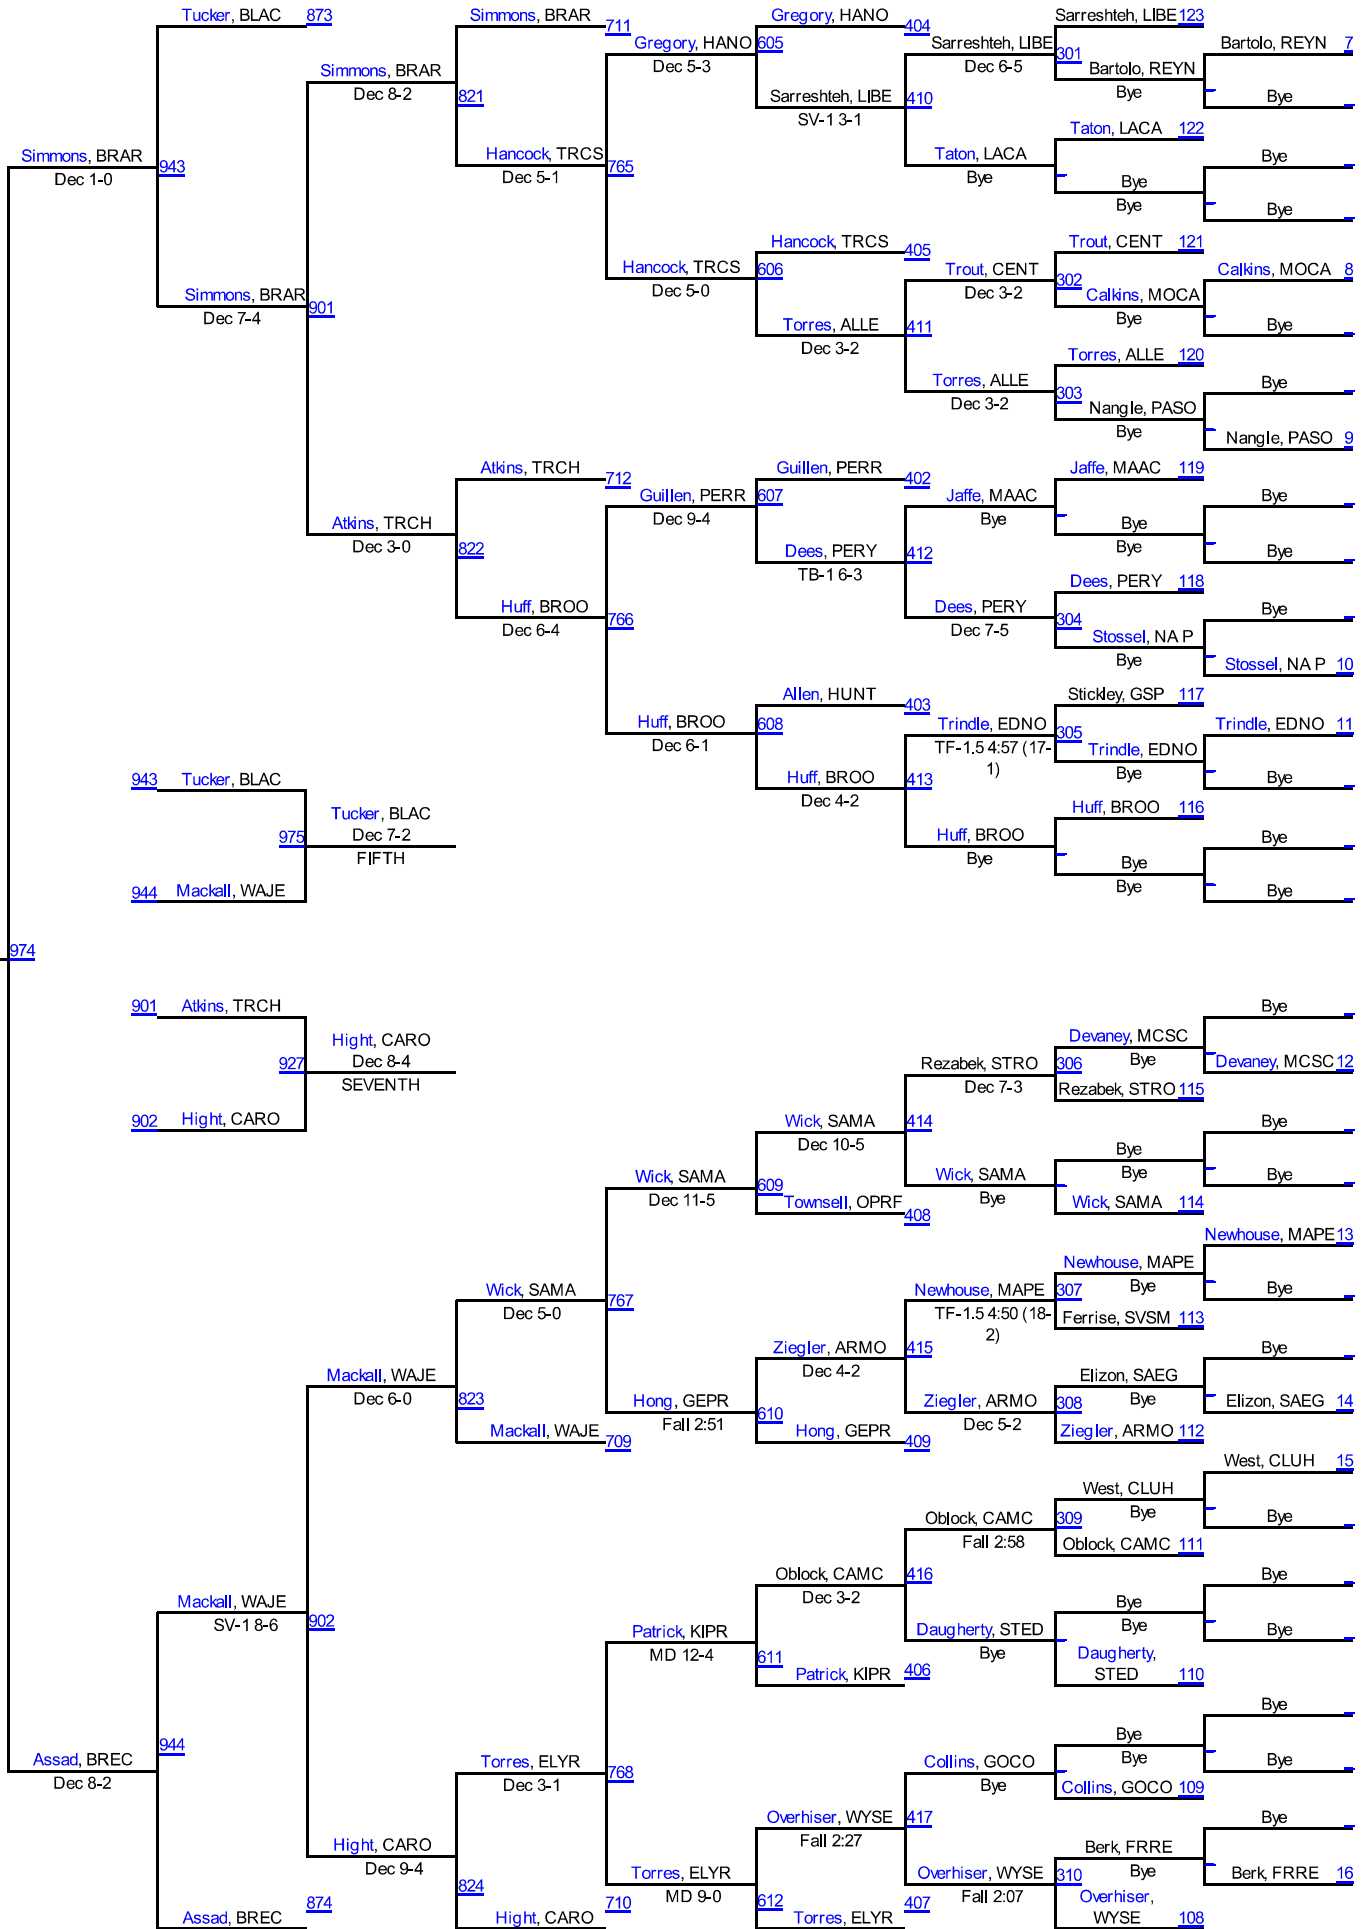 Tucker, BLAC 873
Simmons, BRAR
711
Gregory, HANO
404
Sarreshteh, LIBE 123
Gregory, HANO 605
Dec 5-3
Sarreshteh, LIBE
Dec 6-5
301
Bartolo, REYN 7
Simmons, BRAR
Dec 8-2
821
Bartolo, REYN
Bye
Bye
Sarreshteh, LIBE
SV-1 3-1
410
Taton, LACA 122
Simmons, BRAR
Dec 1-0
943
Hancock, TRCS
Dec 5-1
765
Taton, LACA
Bye
Bye
Bye
Bye
Bye
Hancock, TRCS
405
Trout, CENT 121
Hancock, TRCS 606
Dec 5-0
Trout, CENT
Dec 3-2
302
Calkins, MOCA 8
Simmons, BRAR
Dec 7-4
901
Calkins, MOCA
Bye
Bye
Torres, ALLE
Dec 3-2
411
Torres, ALLE 120
Torres, ALLE
Dec 3-2
303
Bye
Nangle, PASO
Bye
Nangle, PASO 9
Atkins, TRCH
712
Guillen, PERR
402
Jaffe, MAAC 119
Guillen, PERR 607
Dec 9-4
Jaffe, MAAC
Bye
Bye
Atkins, TRCH
Dec 3-0
822
Bye
Bye
Bye
Dees, PERY
TB-1 6-3
412
Dees, PERY 118
Huff, BROO
Dec 6-4
766
Dees, PERY
Dec 7-5
304
Bye
Stossel, NA P
Bye
Stossel, NA P 10
Allen, HUNT
403
Stickley, GSP 117
Huff, BROO
Dec 6-1
608
Trindle, EDNO
TF-1.5 4:57 (17-
1)
305
Trindle, EDNO 11
Trindle, EDNO
Bye
Bye
943 Tucker, BLAC
Huff, BROO
Dec 4-2
413
Huff, BROO 116
975
Tucker, BLAC
Dec 7-2
FIFTH
Huff, BROO
Bye
Bye
Bye
Bye
Bye
944 Mackall, WAJE
974
901 Atkins, TRCH
Bye
927
Hight, CARO
Dec 8-4
SEVENTH
Rezabek, STRO
Dec 7-3
306
Devaney, MCSC
Bye
Devaney, MCSC 12
Rezabek, STRO 115
902 Hight, CARO
Wick, SAMA
Dec 10-5
414
Bye
Wick, SAMA
Dec 11-5
609
Wick, SAMA
Bye
Bye
Bye
Bye
Wick, SAMA 114
Townsell, OPRF
408
Newhouse, MAPE 13
Wick, SAMA
Dec 5-0
767
Newhouse, MAPE
TF-1.5 4:50 (18-
2)
307
Newhouse, MAPE
Bye
Bye
Ferrise, SVSM 113
Ziegler, ARMO
Dec 4-2
415
Bye
Mackall, WAJE
Dec 6-0
823
Hong, GEPR
Fall 2:51
610
Ziegler, ARMO
Dec 5-2
308
Elizon, SAEG
Bye
Elizon, SAEG 14
Mackall, WAJE
709
Hong, GEPR
409
Ziegler, ARMO 112
West, CLUH 15
Oblock, CAMC
Fall 2:58
309
West, CLUH
Bye
Bye
Oblock, CAMC 111
Oblock, CAMC
Dec 3-2
416
Bye
Mackall, WAJE
SV-1 8-6
902
Patrick, KIPR
MD 12-4
611
Daugherty, STED
Bye
Bye
Bye
Bye
Daugherty,
STED 110
Patrick, KIPR
406
Bye
Assad, BREC
Dec 8-2
944
Torres, ELYR
Dec 3-1
768
Collins, GOCO
Bye
Bye
Bye
Bye
Collins, GOCO 109
Overhiser, WYSE
Fall 2:27
417
Bye
Hight, CARO
Dec 9-4
824
Torres, ELYR
MD 9-0
612
Overhiser, WYSE
Fall 2:07
310
Berk, FRRE
Bye
Berk, FRRE 16
Assad, BREC
874
Hight, CARO
710
Torres, ELYR
407
Overhiser,
WYSE 108